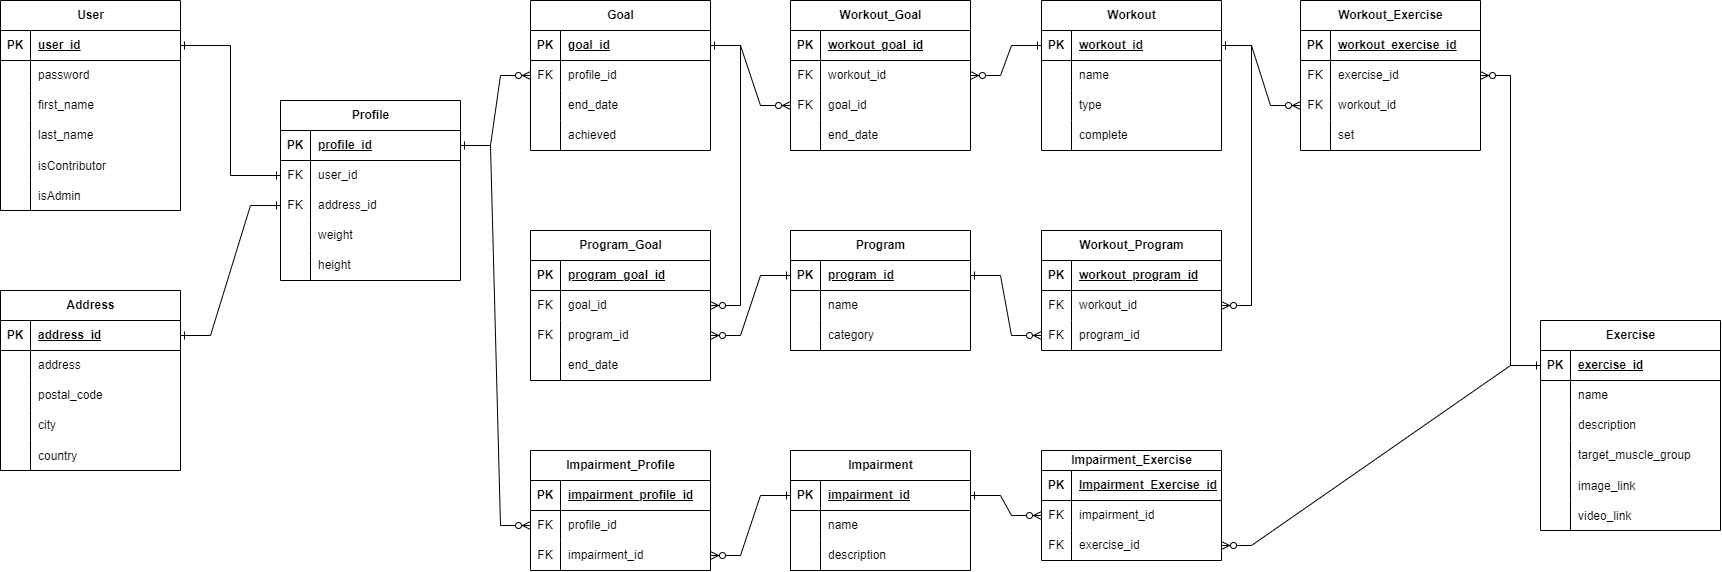 User
PK user_id
password
first_name
last_name
isContributor
isAdmin
Address
PK address_id
address
postal_code
city
country
Profile
PK profile_id
FK user_id
FK address_id
weight
height
Goal
PK goal_id
FK profile_id
end_date
achieved
Workout_Goal
PK workout_goal_id
FK workout_id
FK goal_id
end_date
Workout
PK workout_id
name
type
complete
Workout_Exercise
PK workout_exercise_id
FK exercise_id
FK workout_id
set
Program_Goal
PK program_goal_id
FK goal_id
FK program_id
end_date
Program
PK program_id
name
category
Workout_Program
PK workout_program_id
FK workout_id
FK program_id
Exercise
PK exercise_id
name
description
target_muscle_group
image_link
video_link
Impairment_Profile
PK impairment_profile_id
FK profile_id
FK impairment_id
Impairment
PK impairment_id
name
description
Impairment_Exercise
PK Impairment_Exercise_id
FK impairment_id
FK exercise_id